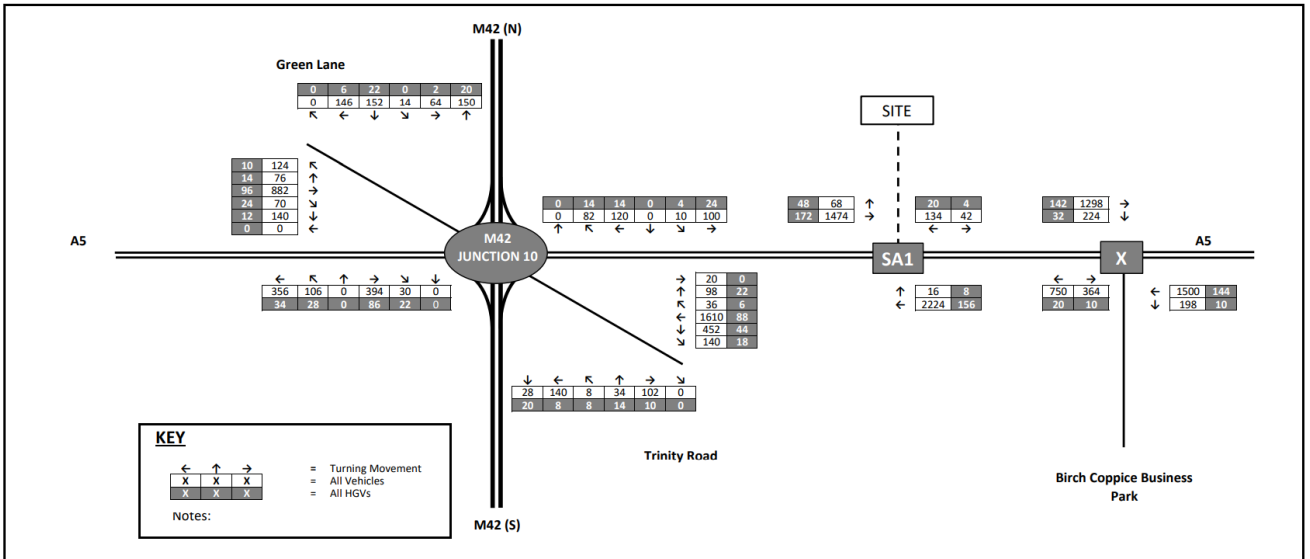 M42 (N)
Green Lane
0 6 22 0 2 20
0 146 152 14 64 150
↖ ← ↓ ↘ → ↑
SITE
10 124 ↖
14 76 ↑
96 882 →
24 70 ↘
12 140 ↓
0 0 ←
0 14 14 0 4 24
0 82 120 0 10 100
↑ ↖ ← ↓ ↘ →
48 68 ↑
172 1474 →
20 4
134 42
← →
142 1298 →
32 224 ↓
A5
M42
JUNCTION 10
SA1
X
A5
← ↖ ↑ → ↘ ↓
356 106 0 394 30 0
34 28 0 86 22 0
→ 20 0
↑ 98 22
↖ 36 6
← 1610 88
↓ 452 44
↘ 140 18
↑ 16 8
← 2224 156
← →
750 364
20 10
← 1500 144
↓ 198 10
↓ ← ↖ ↑ → ↘
28 140 8 34 102 0
20 8 8 14 10 0
KEY
← ↑ → = Turning Movement
X X X = All Vehicles
X X X = All HGVs
Notes:
Trinity Road
Birch Coppice Business
Park
M42 (S)